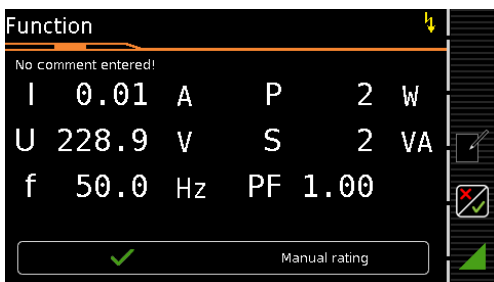 Function
No comment entered!
I 0.01 A P 2 W
U 228.9 V S 2 VA
f 50.0 Hz PF 1.00
Manual rating